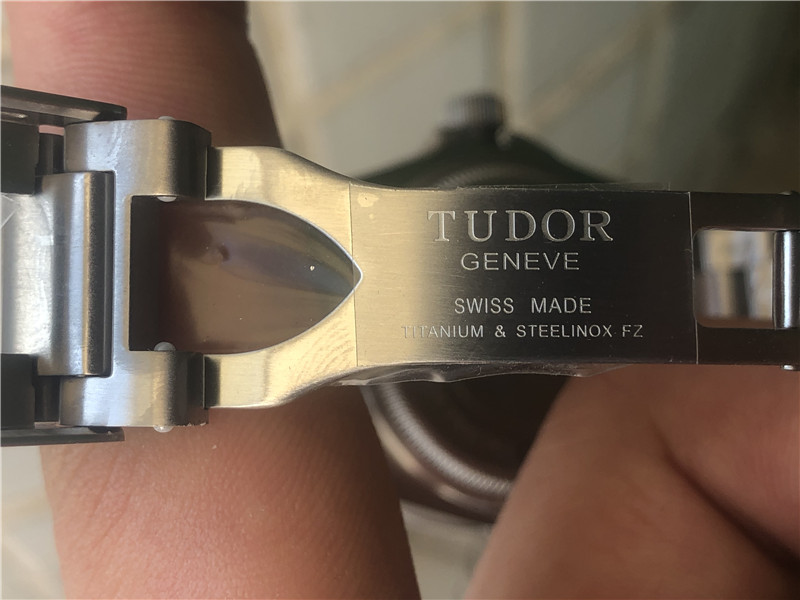 TUDOR
GENEVE
SWISS MADE
TITANIUM & STEELINOX FZ